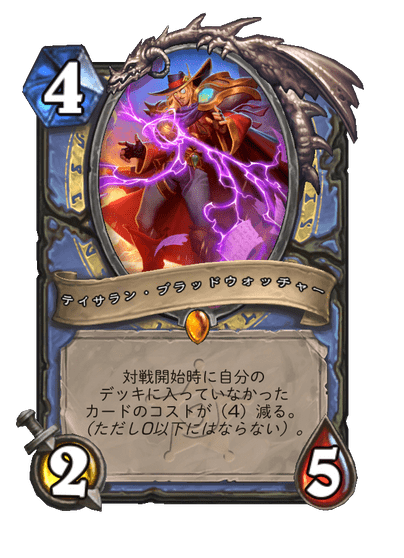 4
テイサラン・ブラッドウォッチャー
対戦開始時に自分の
デッキに入っていなかった
カードのコストが（4）減る。
（ただし0以下にはならない）。
2
5